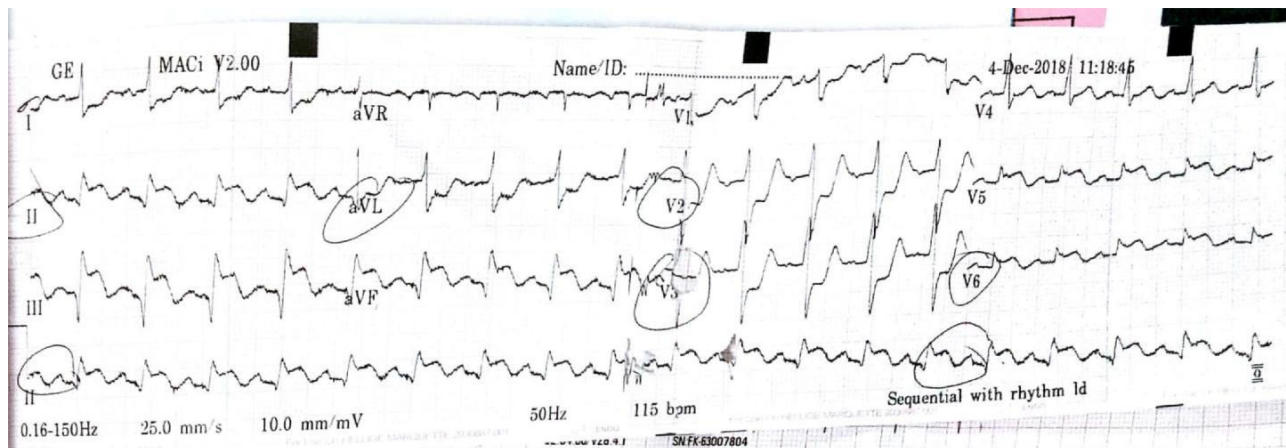 GE MACi V2.00 Name/ID: 4-Dec-2018 11:18:45
I aVR V1 V4
II aVL V2 V5
III aVF V3 V6
II Sequential with rhythm ld
0.16-150Hz 25.0 mm/s 10.0 mm/mV 50Hz 115 bpm
SN FK-63007804